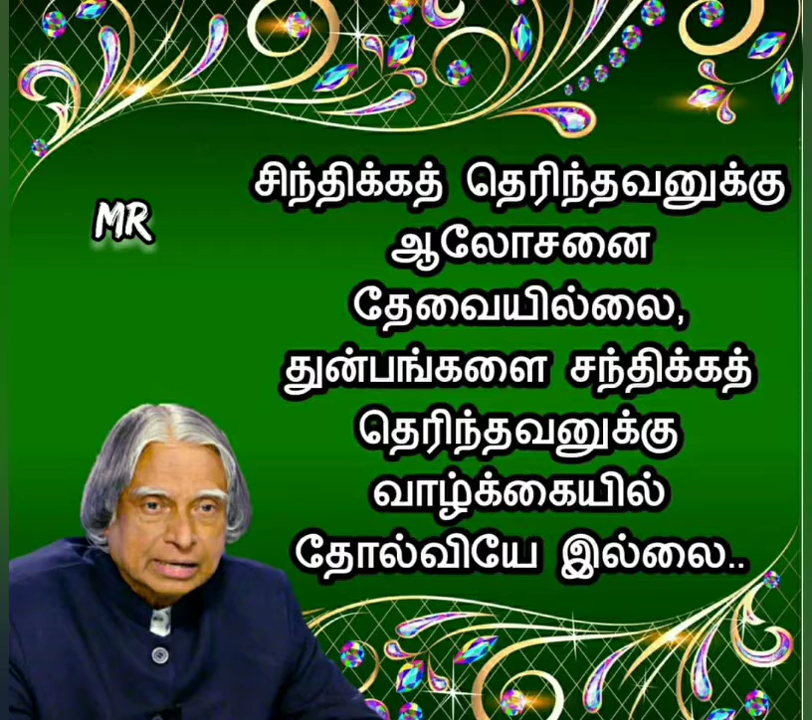 சிந்திக்கத் தெரிந்தவனுக்கு
MR
ஆலோசனை
தேவையில்லை,
துன்பங்களை சந்திக்கத்
தெரிந்தவனுக்கு
வாழ்க்கையில்
தோல்வியே இல்லை..